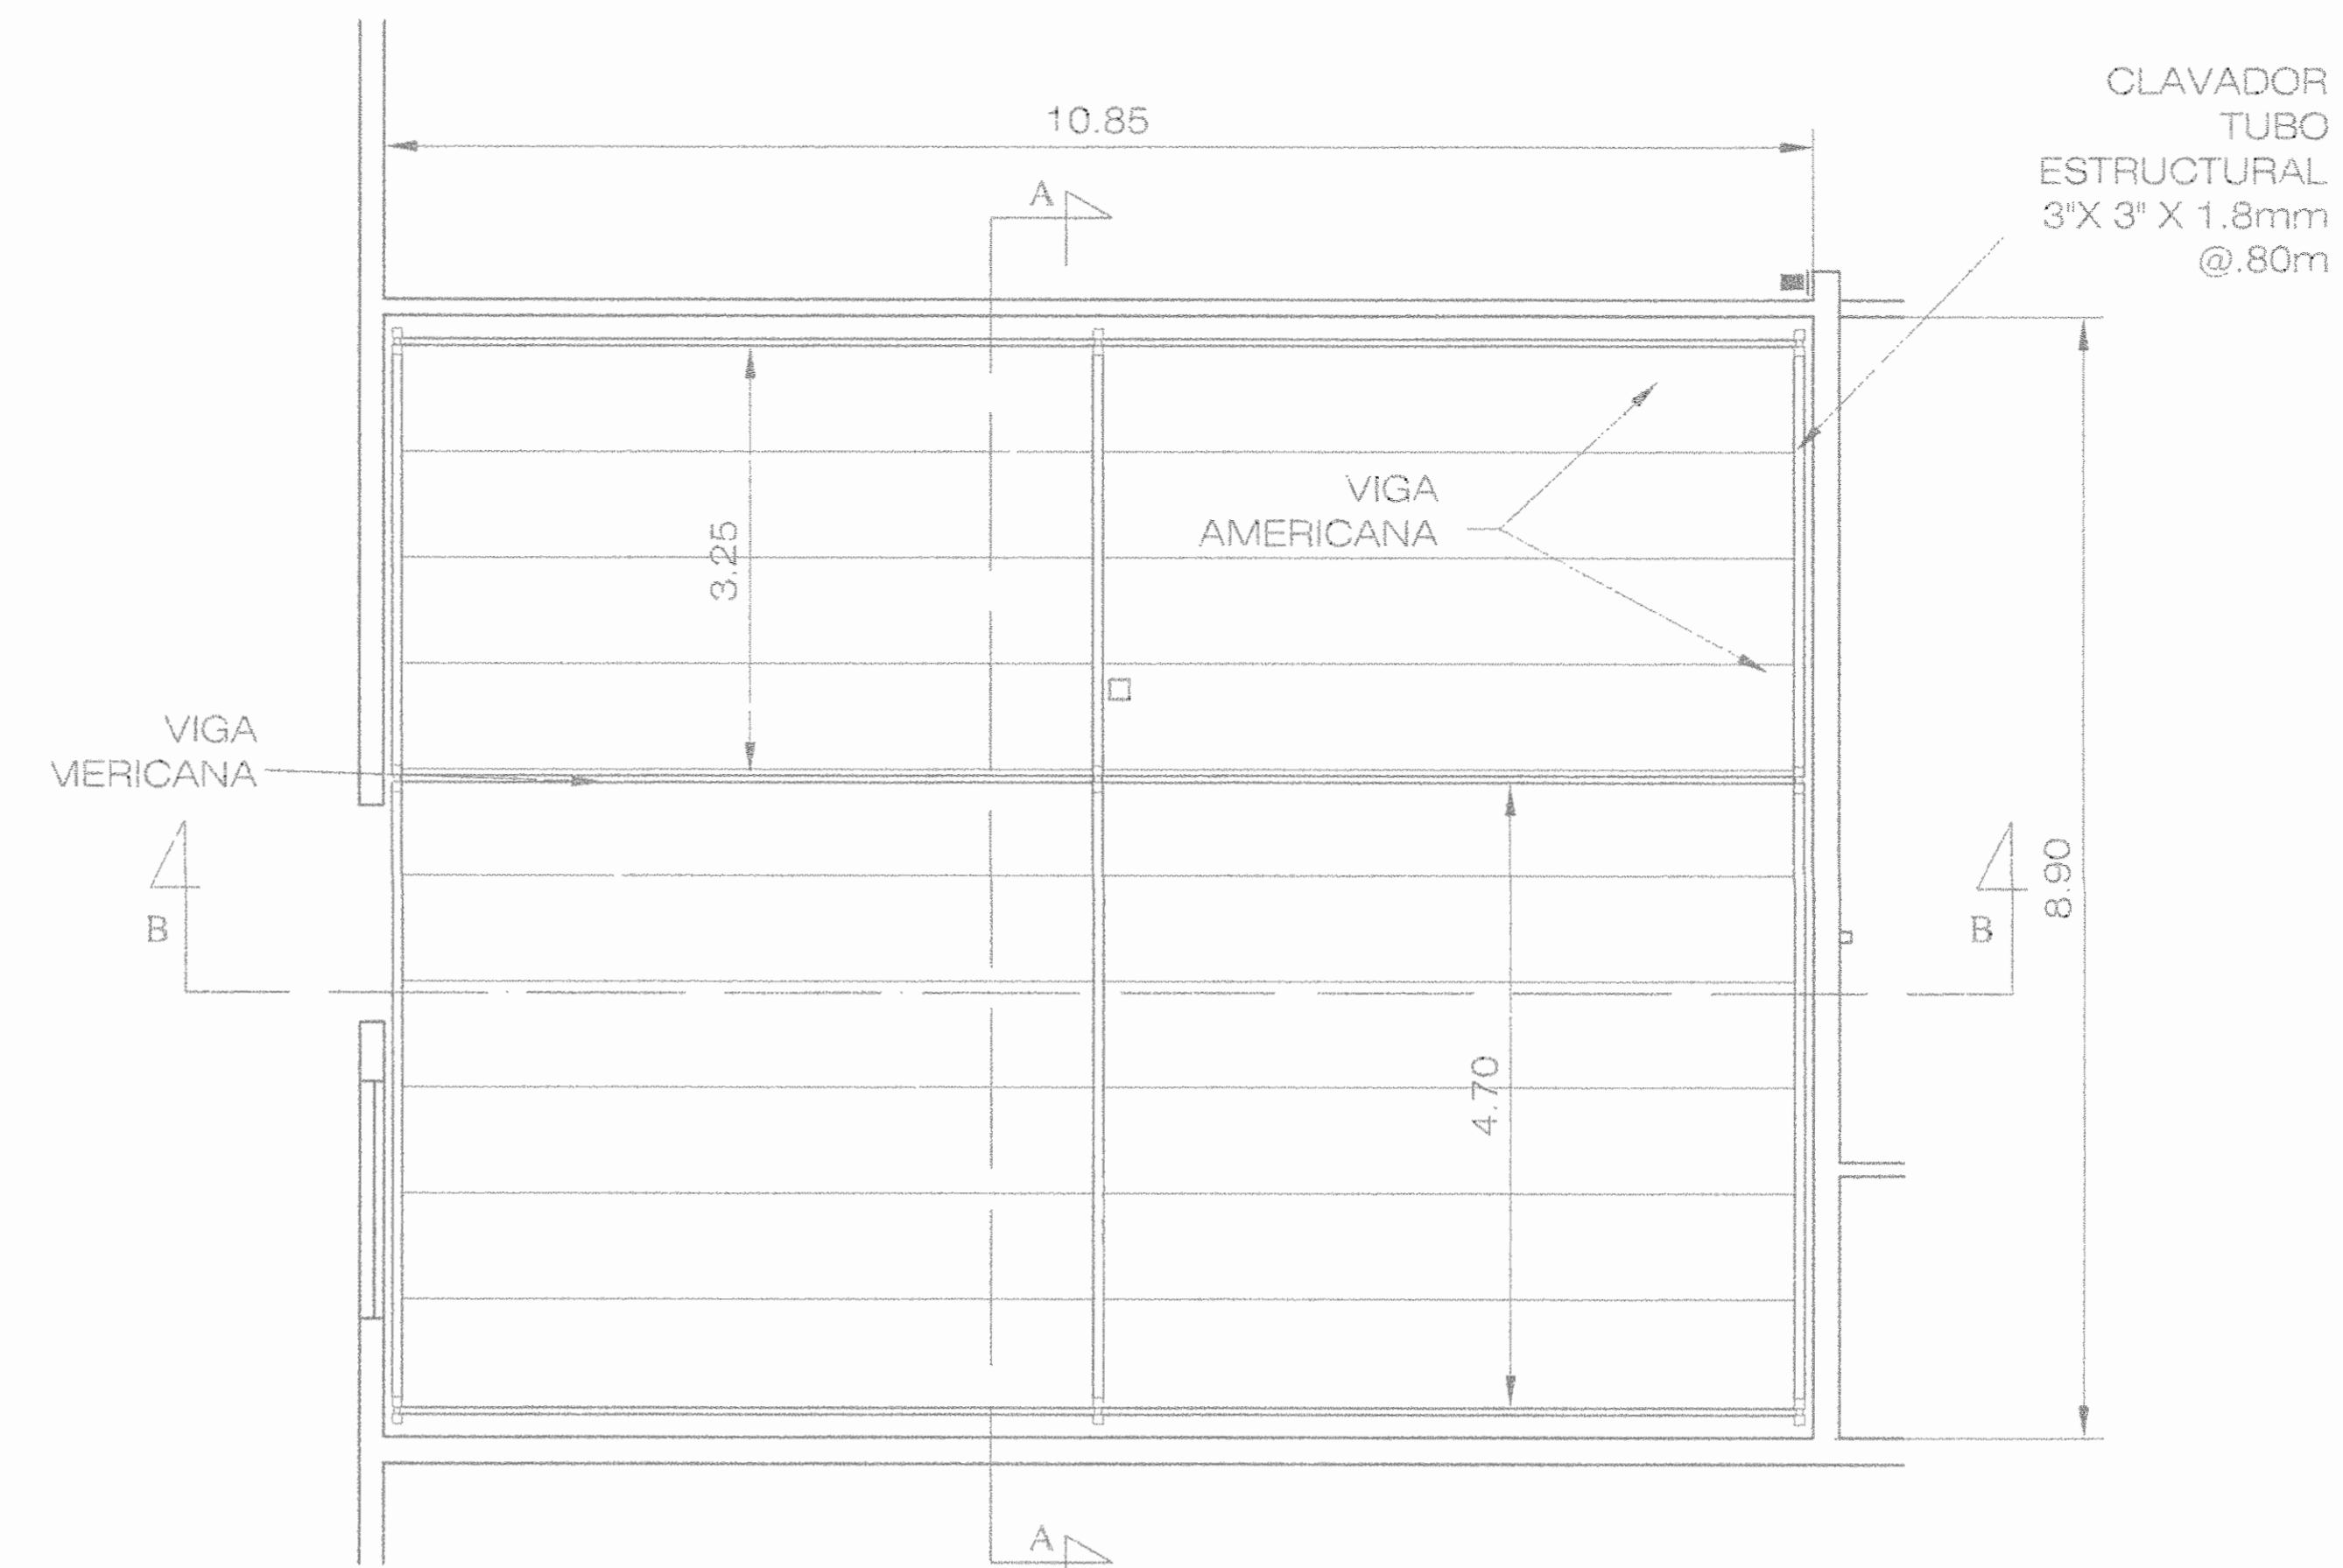 10.85
CLAVADOR
TUBO
ESTRUCTURAL
3"X 3" X 1.8mm
@.80m
A
VIGA
AMERICANA
3.25
VIGA
MERICANA
B
B
8.90
4.70
A